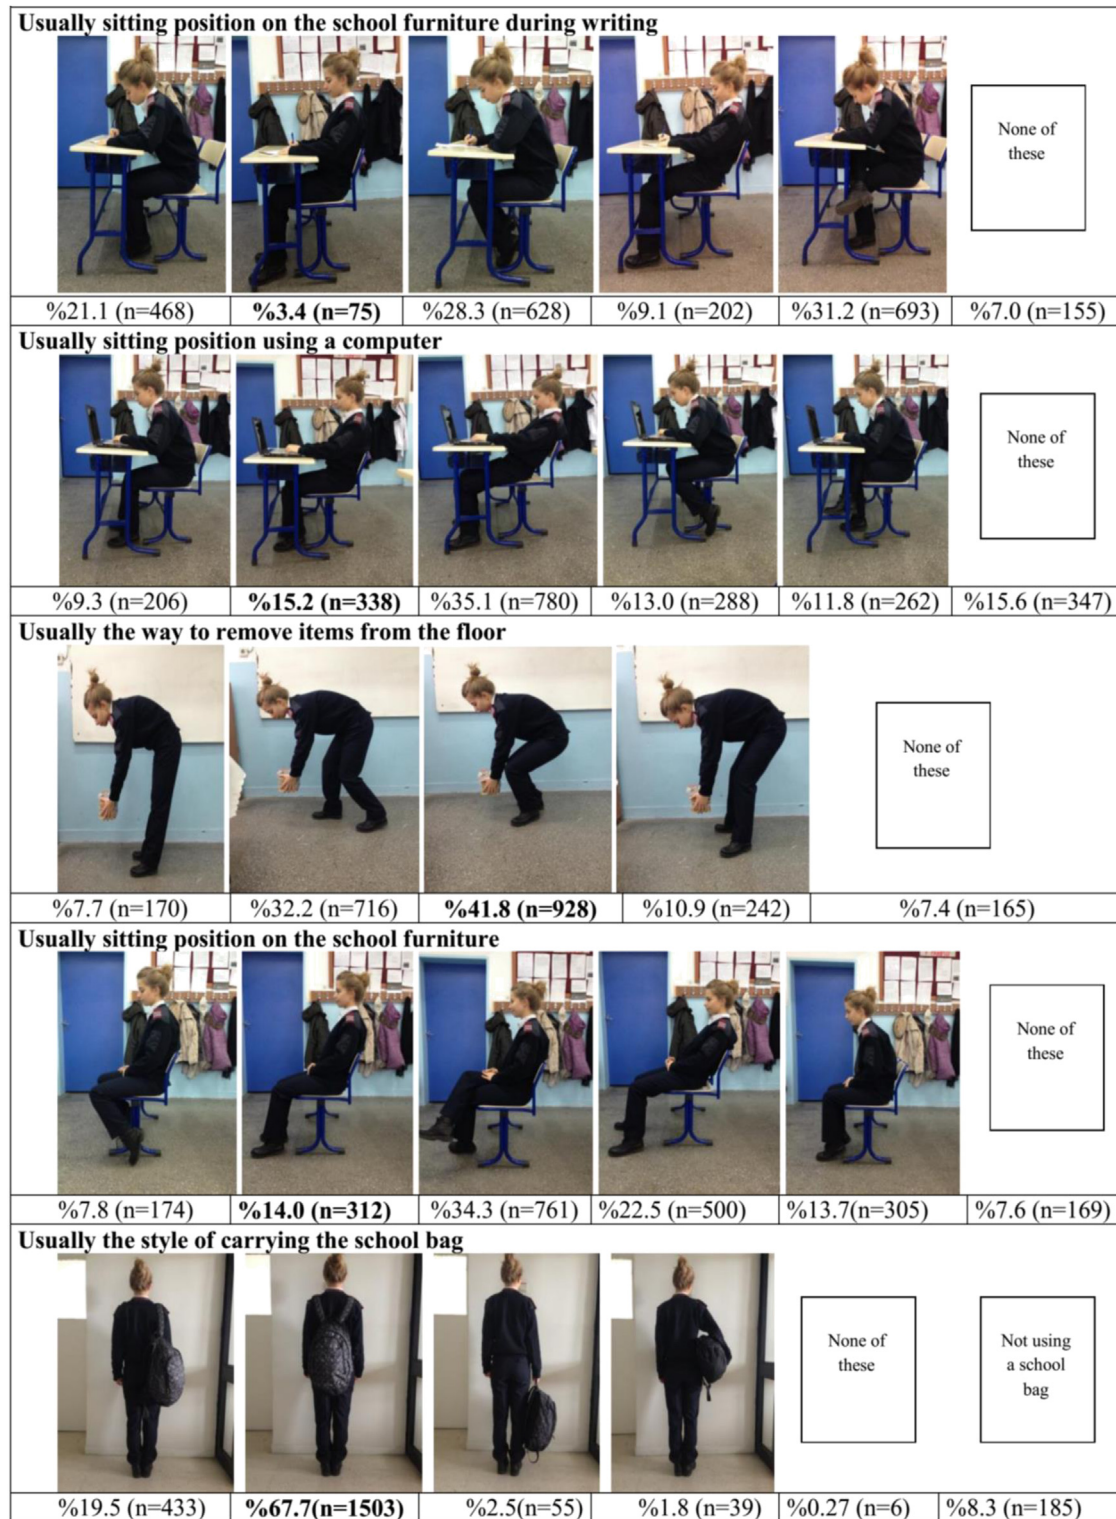 Usually sitting position on the school furniture during writing
None of
these
%21.1 (n=468) %3.4 (n=75) %28.3 (n=628) %9.1 (n=202) %31.2 (n=693) %7.0 (n=155)
Usually sitting position using a computer
None of
these
%9.3 (n=206) %15.2 (n=338) %35.1 (n=780) %13.0 (n=288) %11.8 (n=262) %15.6 (n=347)
Usually the way to remove items from the floor
None of
these
%7.7 (n=170) %32.2 (n=716) %41.8 (n=928) %10.9 (n=242) %7.4 (n=165)
Usually sitting position on the school furniture
None of
these
%7.8 (n=174) %14.0 (n=312) %34.3 (n=761) %22.5 (n=500) %13.7(n=305) %7.6 (n=169)
Usually the style of carrying the school bag
None of
these
Not using
a school
bag
%19.5 (n=433) %67.7(n=1503) %2.5(n=55) %1.8 (n=39) %0.27 (n=6) %8.3 (n=185)